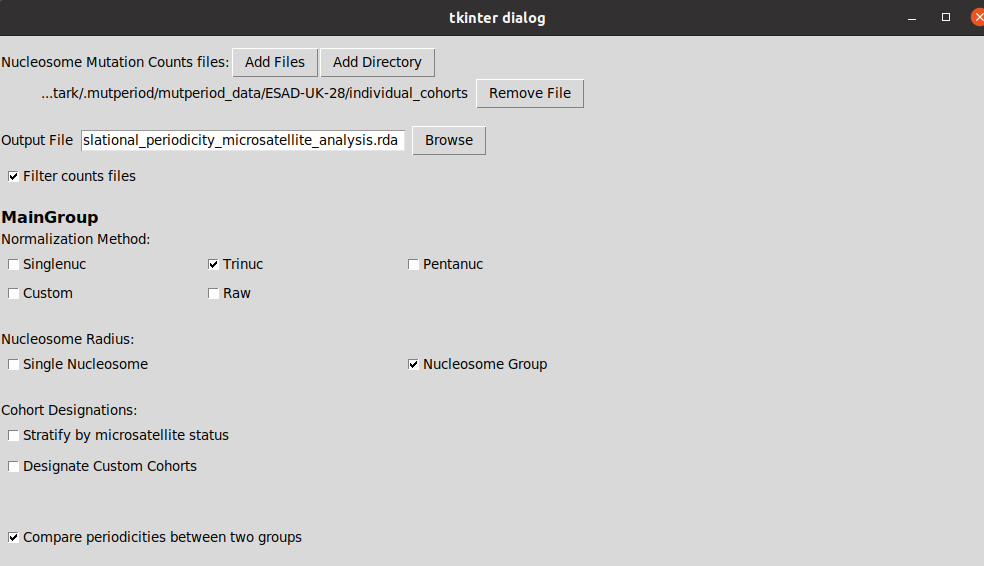 tkinter dialog
Nucleosome Mutation Counts files: Add Files Add Directory
...tark/.mutperiod/mutperiod_data/ESAD-UK-28/individual_cohorts Remove File
Output File slational_periodicity_microsatellite_analysis.rda Browse
Filter counts files
MainGroup
Normalization Method:
Singlenuc Trinuc Pentanuc
Custom Raw
Nucleosome Radius:
Single Nucleosome Nucleosome Group
Cohort Designations:
Stratify by microsatellite status
Designate Custom Cohorts
Compare periodicities between two groups